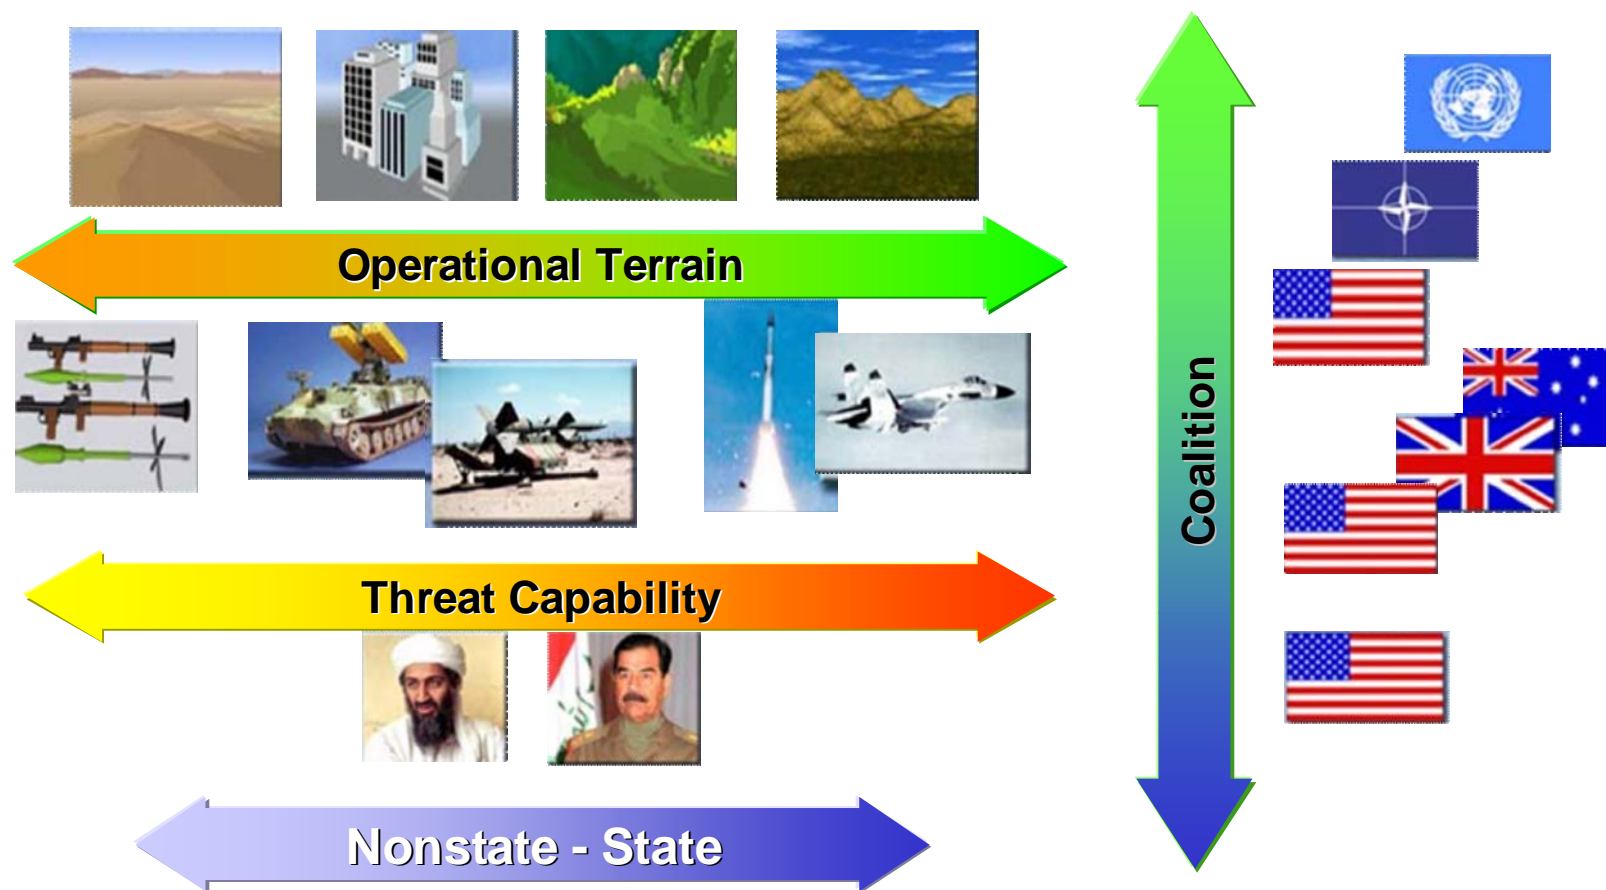 Operational Terrain
Threat Capability
Nonstate - State
Coalition